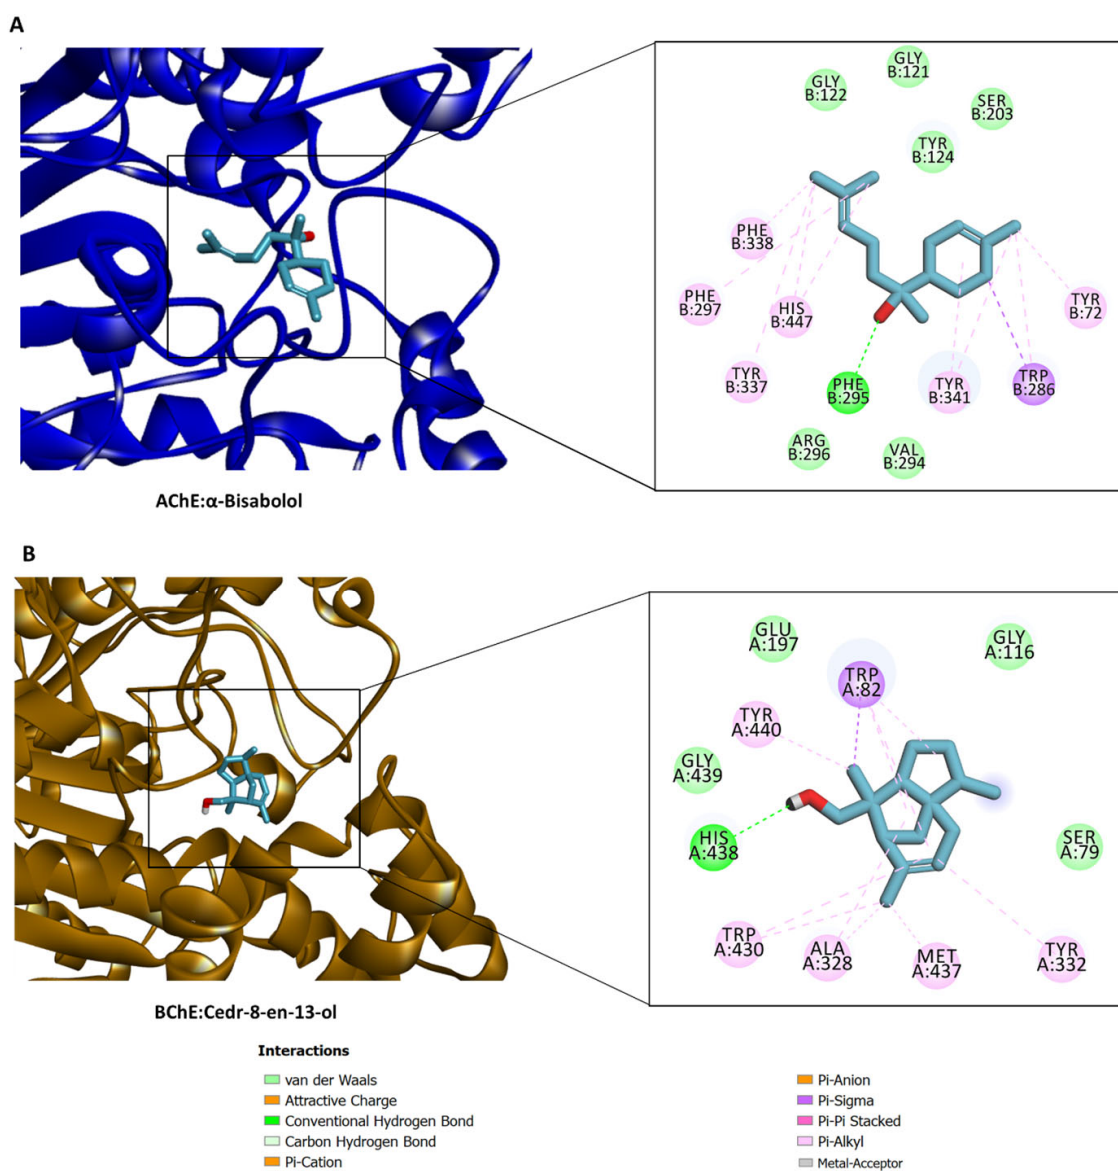 A
GLY
B:121
GLY
B:122
SER
B:203
TYR
B:124
PHE
B:338
PHE
B:297
HIS
B:447
TYR
B:72
TYR
B:337
PHE
B:295
TYR
B:341
TRP
B:286
ARG
B:296
VAL
B:294
AChE:α-Bisabolol
B
GLU
A:197
GLY
A:116
TRP
A:82
TYR
A:440
GLY
A:439
HIS
A:438
SER
A:79
TRP
A:430
ALA
A:328
MET
A:437
TYR
A:332
BChE:Cedr-8-en-13-ol
Interactions
van der Waals
Attractive Charge
Conventional Hydrogen Bond
Carbon Hydrogen Bond
Pi-Cation
Pi-Anion
Pi-Sigma
Pi-Pi Stacked
Pi-Alkyl
Metal-Acceptor